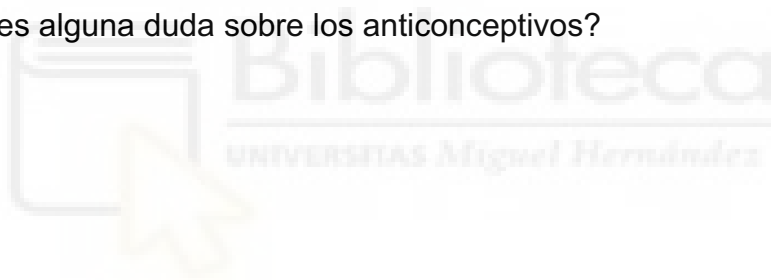 es alguna duda sobre los anticonceptivos?
Biblioteca
UNIVERSITAS Miguel Hernández